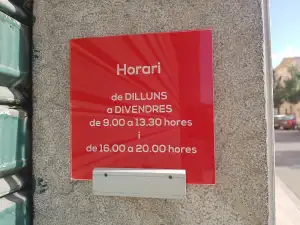 Horari
de DILLUNS
a DIVENDRES
de 9.00 a 13.30 hores
i
de 16.00 a 20.00 hores